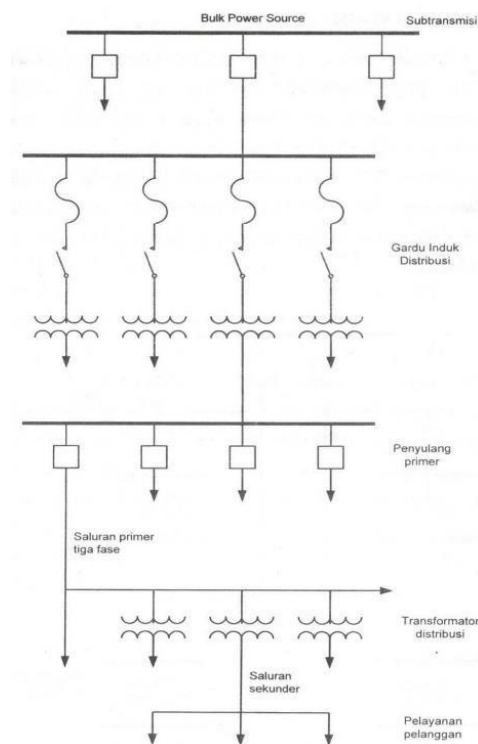 Bulk Power Source
Subtransmisi
Gardu Induk
Distribusi
Penyulang
primer
Saluran primer
tiga fase
Transformator
distribusi
Saluran
sekunder
Pelayanan
pelanggan